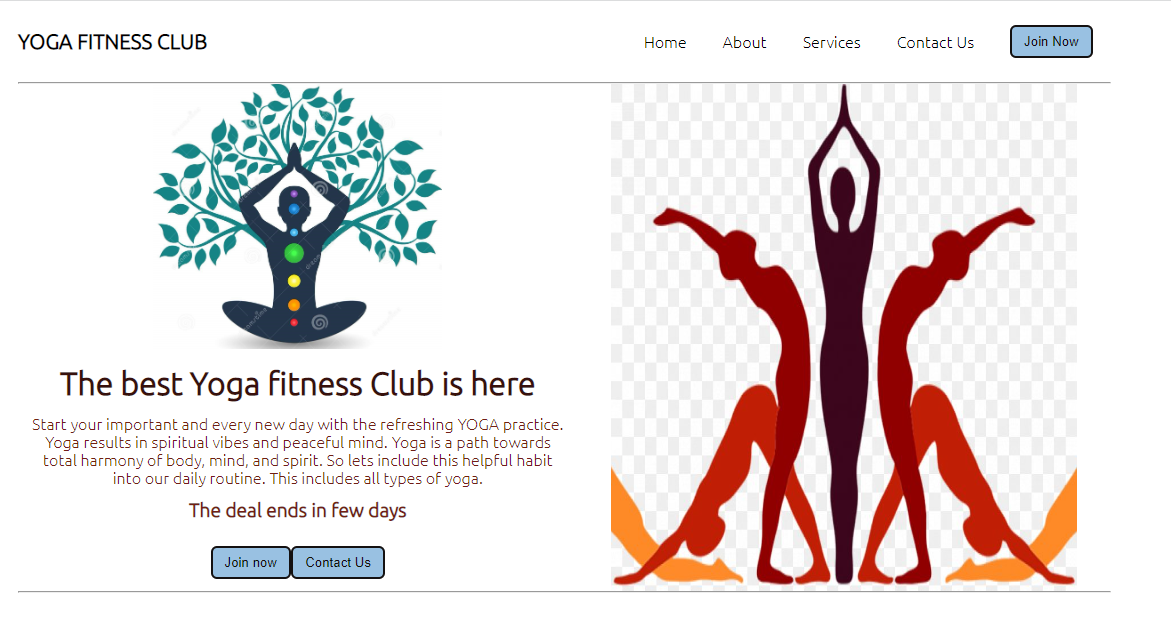 YOGA FITNESS CLUB
Home About Services Contact Us Join Now
The best Yoga fitness Club is here
Start your important and every new day with the refreshing YOGA practice.
Yoga results in spiritual vibes and peaceful mind. Yoga is a path towards
total harmony of body, mind, and spirit. So lets include this helpful habit
into our daily routine. This includes all types of yoga.
The deal ends in few days
Join now Contact Us